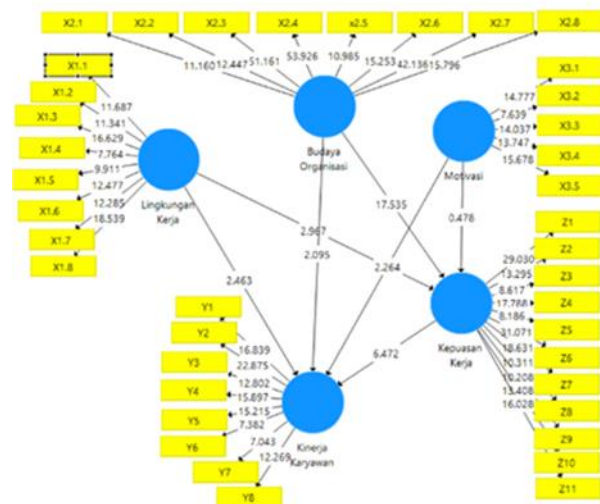 X2.1 X2.2 X2.3 X2.4 x2.5 X2.6 X2.7 X2.8
11.160 12.447 51.161 53.926 10.985 15.253 42.136 15.796
X1.1
X1.2
X1.3
X1.4
X1.5
X1.6
X1.7
X1.8
11.687
11.341
16.629
7.764
9.911
12.477
12.285
18.539
Lingkungan
Kerja
Budaya
Organisasi
Motivasi
X3.1
X3.2
X3.3
X3.4
X3.5
14.777
7.639
14.037
13.747
15.678
17.535
0.478
2.967
2.095
2.264
2.463
6.472
Z1
Z2
Z3
Z4
Z5
Z6
Z7
Z8
Z9
Z10
Z11
29.030
13.295
8.617
17.788
8.186
31.071
18.631
10.311
13.408
16.028
Kepuasan
Kerja
Y1
Y2
Y3
Y4
Y5
Y6
Y7
Y8
16.839
22.875
12.802
15.897
15.215
7.382
7.043
12.269
Kinerja
Karyawan